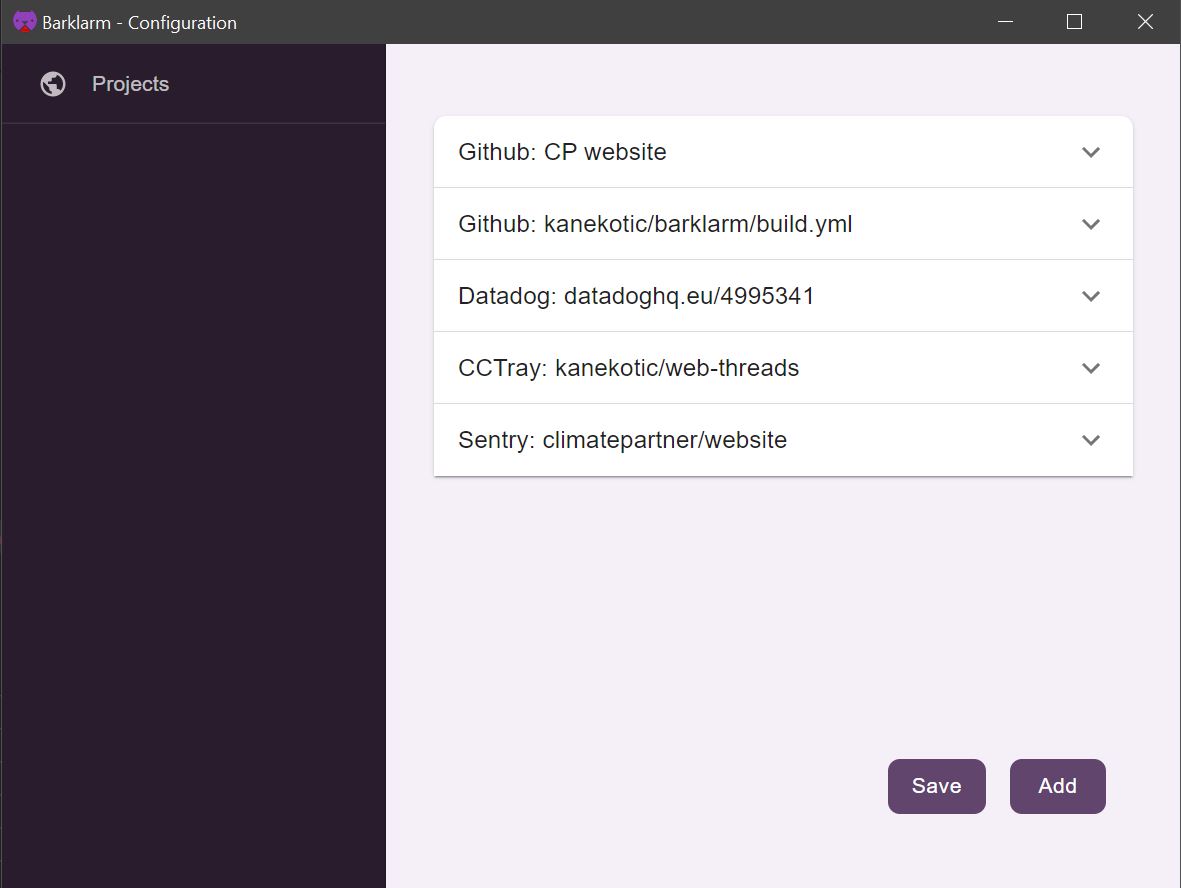 Barklarm - Configuration
Projects
Github: CP website
Github: kanekotic/barklarm/build.yml
Datadog: datadoghq.eu/4995341
CCTray: kanekotic/web-threads
Sentry: climatepartner/website
Save
Add